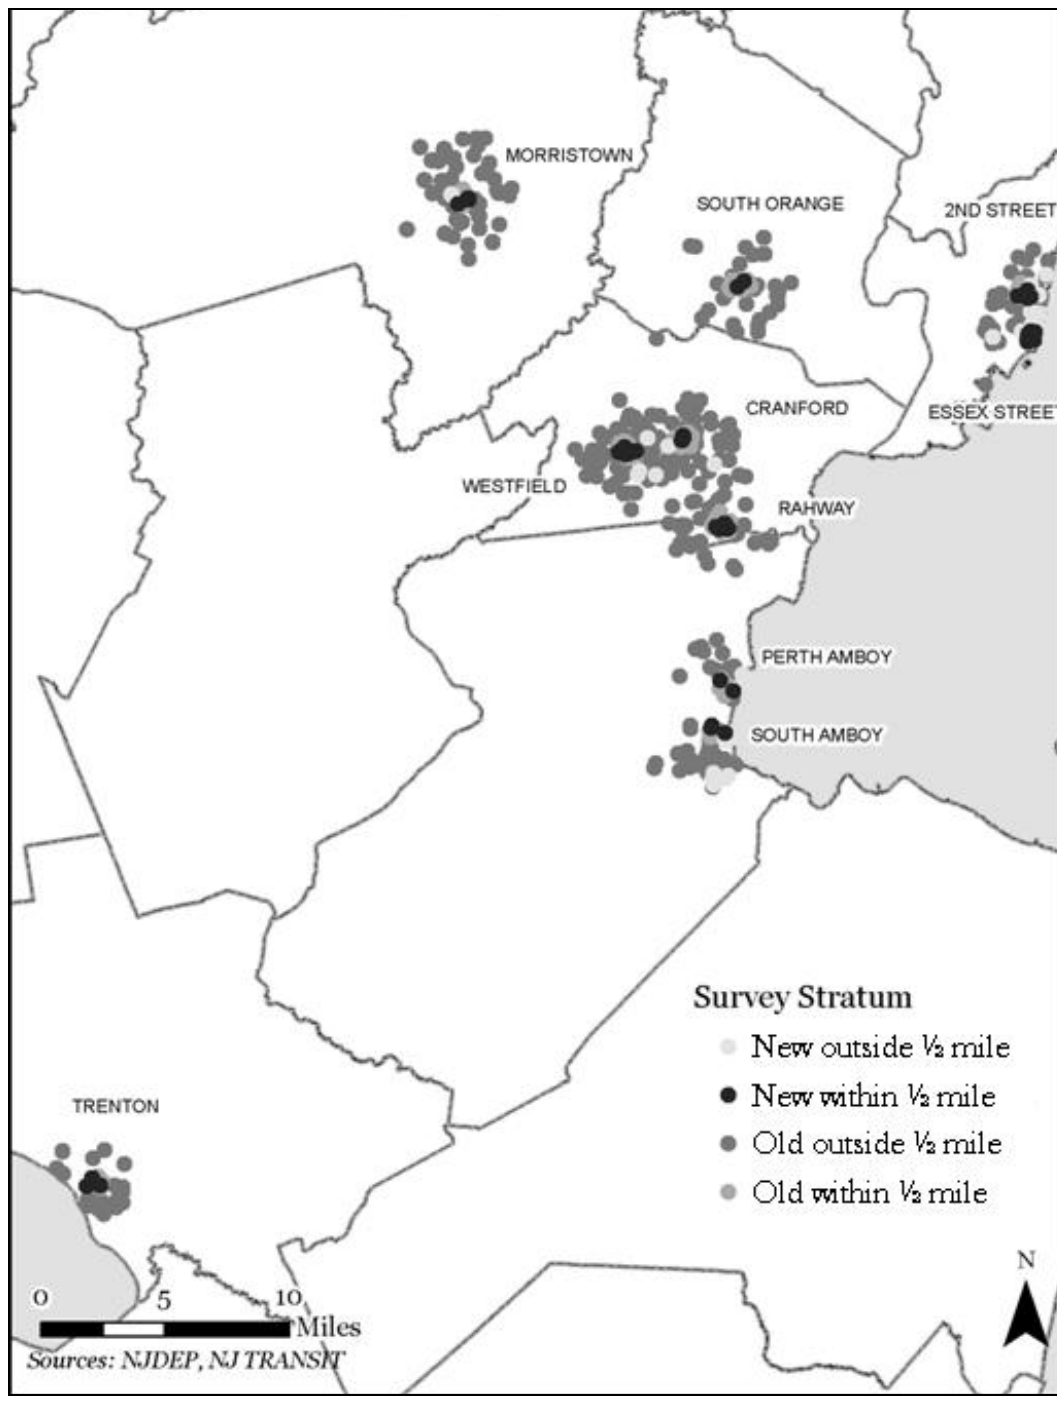 MORRISTOWN
SOUTH ORANGE
2ND STREET
CRANFORD
ESSEX STREET
WESTFIELD
RAHWAY
PERTH AMBOY
SOUTH AMBOY
Survey Stratum
New outside ½ mile
New within ½ mile
Old outside ½ mile
Old within ½ mile
TRENTON
N
0 5 10
Miles
Sources: NJDEP, NJ TRANSIT